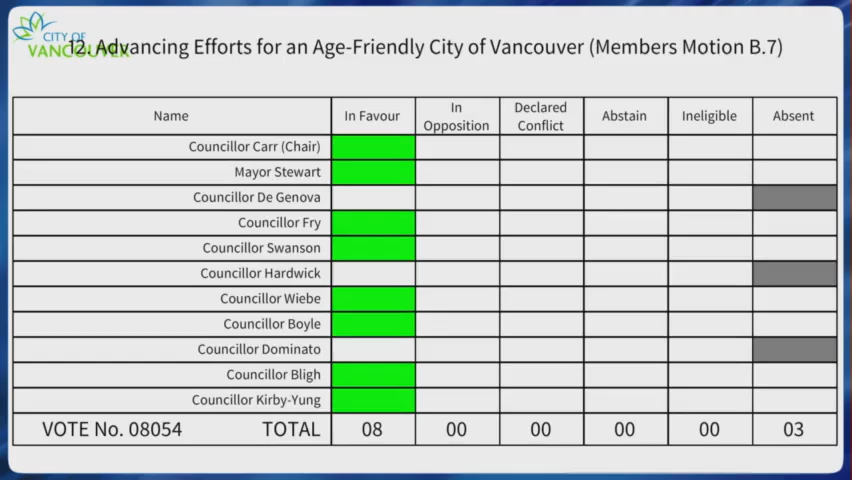 CITY OF
VANCOUVER
12. Advancing Efforts for an Age-Friendly City of Vancouver (Members Motion B.7)
Name In Favour In Opposition Declared Conflict Abstain Ineligible Absent
Councillor Carr (Chair)
Mayor Stewart
Councillor De Genova
Councillor Fry
Councillor Swanson
Councillor Hardwick
Councillor Wiebe
Councillor Boyle
Councillor Dominato
Councillor Bligh
Councillor Kirby-Yung
VOTE No. 08054 TOTAL 08 00 00 00 00 03